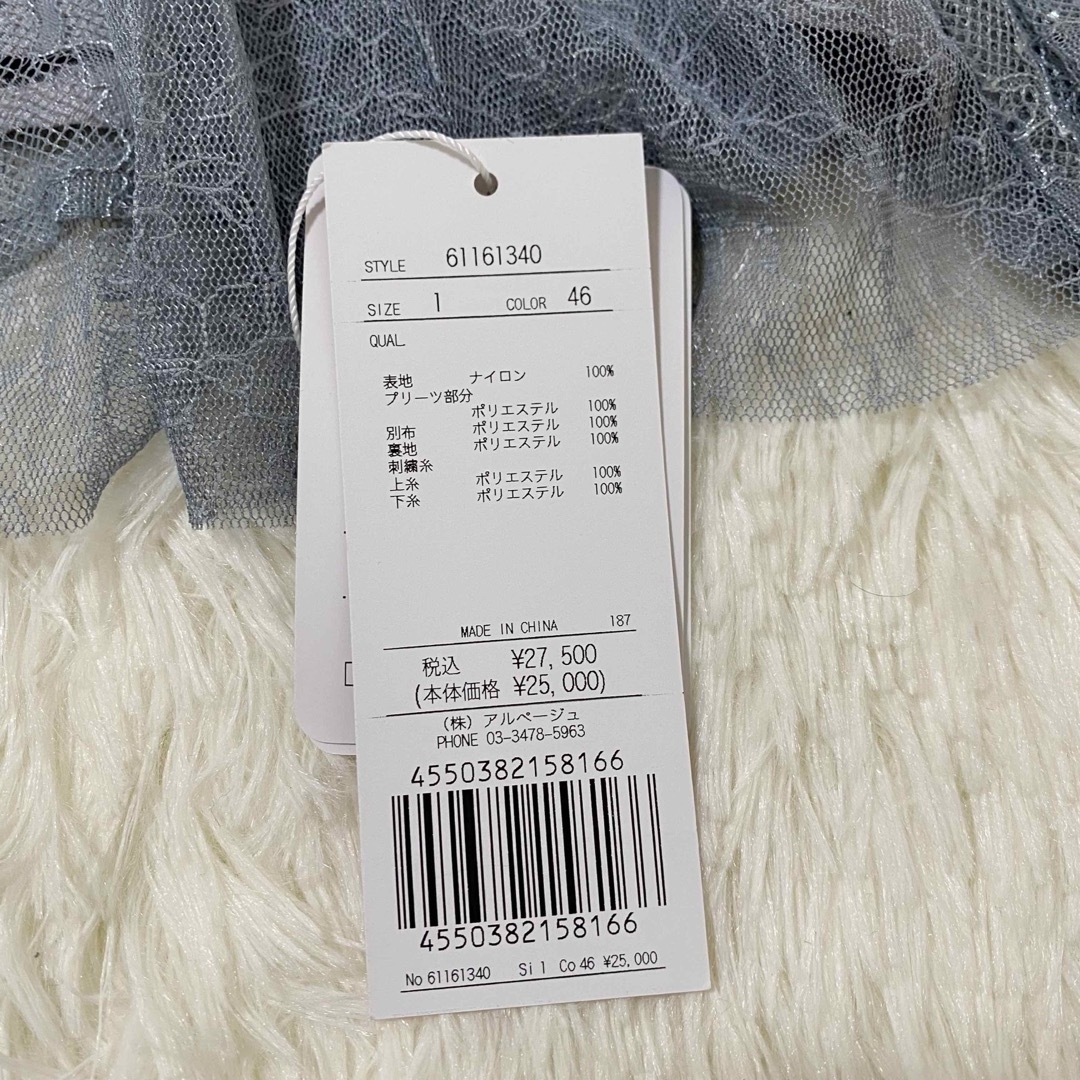 STYLE 61161340
SIZE 1 COLOR 46
QUAL
表地 ナイロン 100%
プリーツ部分
ポリエステル 100%
別布 ポリエステル 100%
裏地 ポリエステル 100%
刺繍糸
上糸 ポリエステル 100%
下糸 ポリエステル 100%
MADE IN CHINA 187
税込 ¥27,500
(本体価格 ¥25,000)
(株) アルページュ
PHONE 03-3478-5963
4550382158166
4550382158166
No 61161340 Si 1 Co 46 ¥25,000